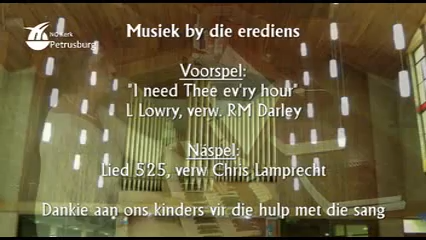 NG Kerk
Petrusburg
Musiek by die erediens
Voorspel:
"I need Thee ev'ry hour"
L Lowry, verw. RM Darley
Náspel:
Lied 525, verw Chris Lamprecht
Dankie aan ons kinders vir die hulp met die sang